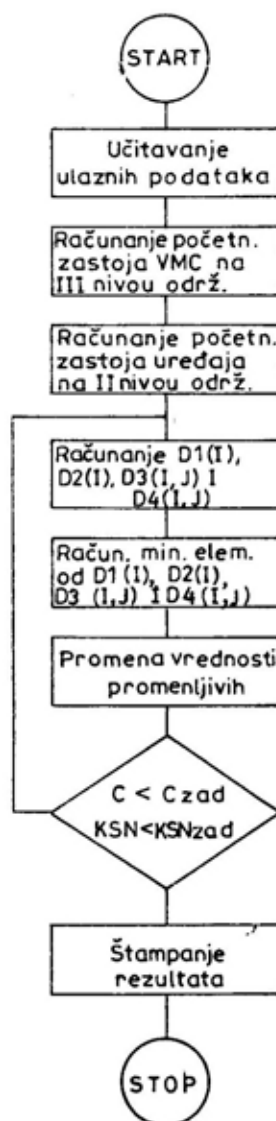 START
Učitavanje
ulaznih podataka
Računanje početn.
zastoja VMC na
III nivou održ.
Računanje početn.
zastoja uređaja
na II nivou održ.
Računanje D1(I),
D2(I), D3(I,J) I
D4(I,J)
Račun. min. elem.
od D1(I), D2(I),
D3 (I,J) I D4(I,J)
Promena vrednosti
promenljivih
C < Czad
KSN<KSNzad
Štampanje
rezultata
STOP